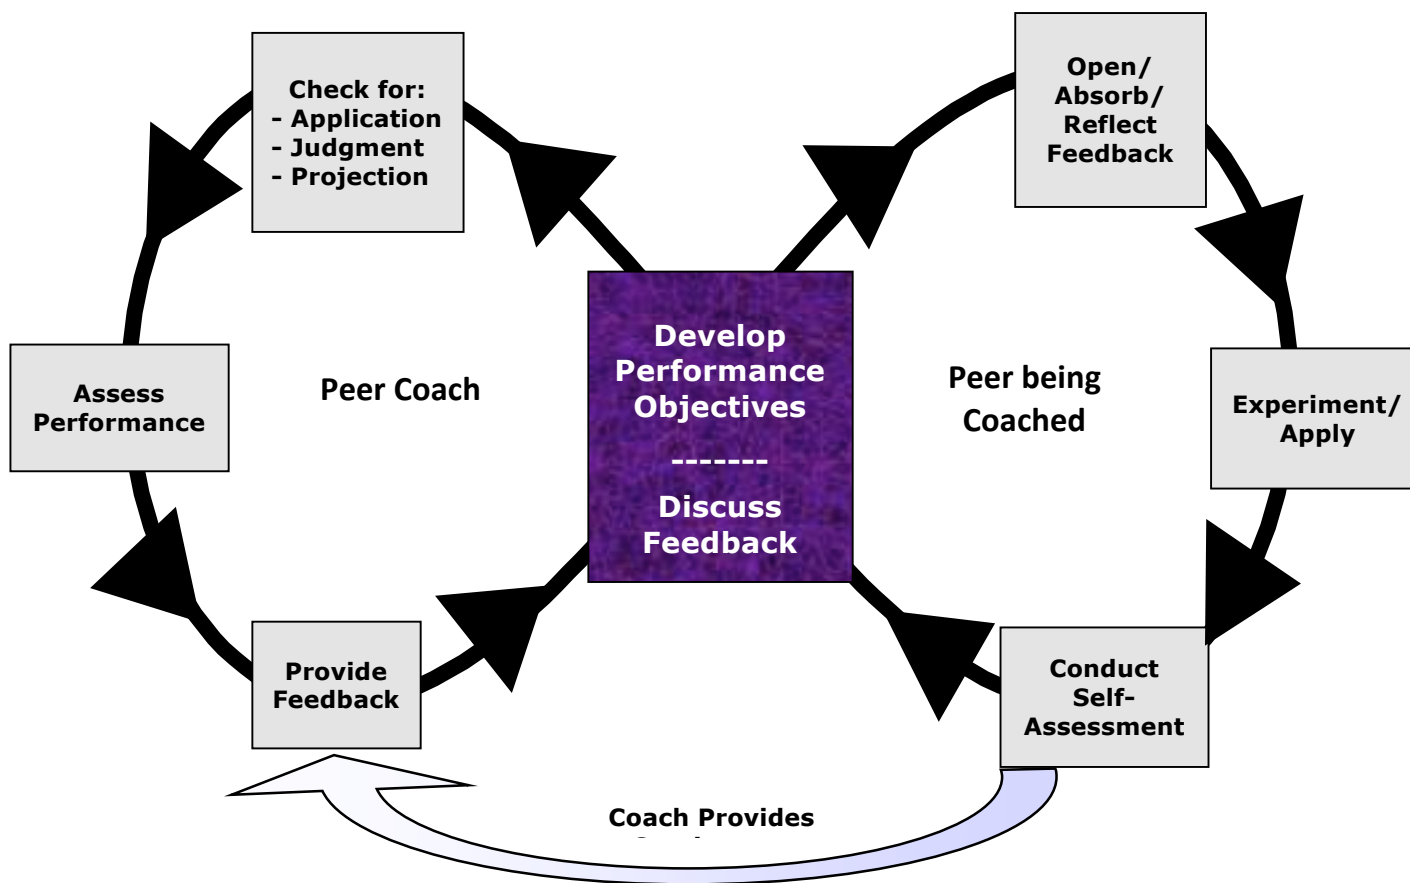 Check for:
- Application
- Judgment
- Projection
Open/
Absorb/
Reflect
Feedback
Assess
Performance
Peer Coach
Develop
Performance
Objectives
-------
Discuss
Feedback
Peer being
Coached
Experiment/
Apply
Provide
Feedback
Conduct
Self-
Assessment
Coach Provides